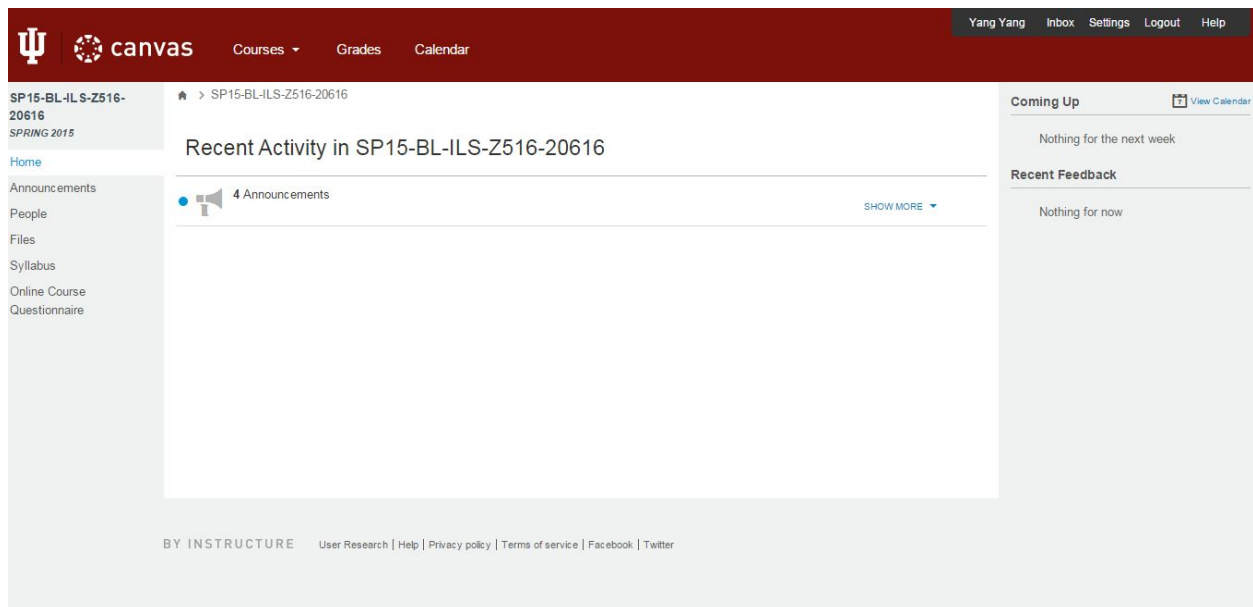 Yang Yang Inbox Settings Logout Help
canvas Courses Grades Calendar
SP15-BL-ILS-Z516-
20616
SPRING 2015
Home
Announcements
People
Files
Syllabus
Online Course
Questionnaire
> SP15-BL-ILS-Z516-20616
Recent Activity in SP15-BL-ILS-Z516-20616
4 Announcements
SHOW MORE
Coming Up
7 View Calendar
Nothing for the next week
Recent Feedback
Nothing for now
BY INSTRUCTURE User Research | Help | Privacy policy | Terms of service | Facebook | Twitter